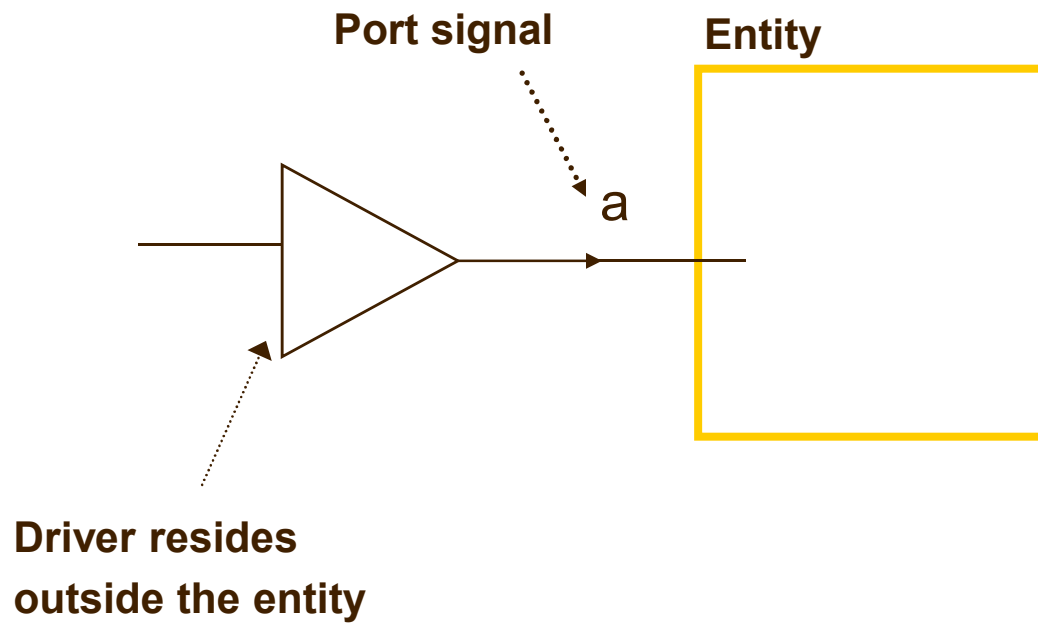 Port signal
Entity
a
Driver resides
outside the entity